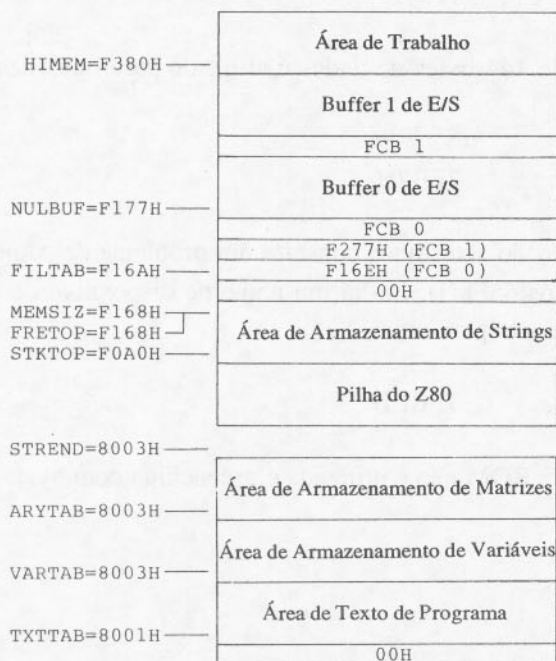 Área de Trabalho
HIMEM=F380H
Buffer 1 de E/S
FCB 1
Buffer 0 de E/S
NULBUF=F177H
FCB 0
F277H (FCB 1)
FILTAB=F16AH
F16EH (FCB 0)
00H
MEMSIZ=F168H
FRETOP=F168H
Área de Armazenamento de Strings
STKTOP=F0A0H
Pilha do Z80
STREND=8003H
Área de Armazenamento de Matrizes
ARYTAB=8003H
Área de Armazenamento de Variáveis
VARTAB=8003H
Área de Texto de Programa
TXTTAB=8001H
00H